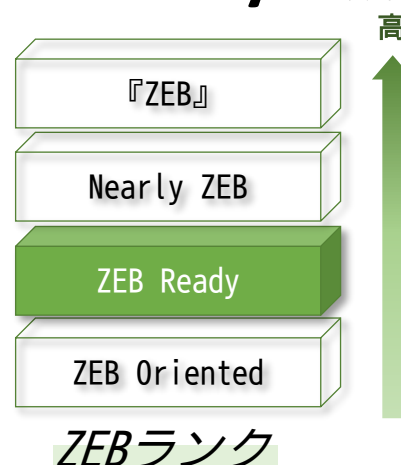 高
『ZEB』
Nearly ZEB
ZEB Ready
ZEB Oriented
ZEBランク